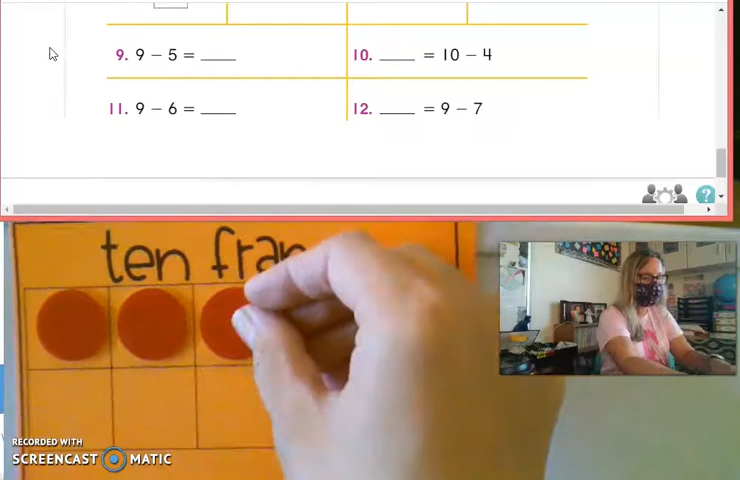 9. 9 − 5 = ____
10. ____ = 10 − 4
11. 9 − 6 = ____
12. ____ = 9 − 7
?
ten fran
RECORDED WITH
SCREENCAST MATIC